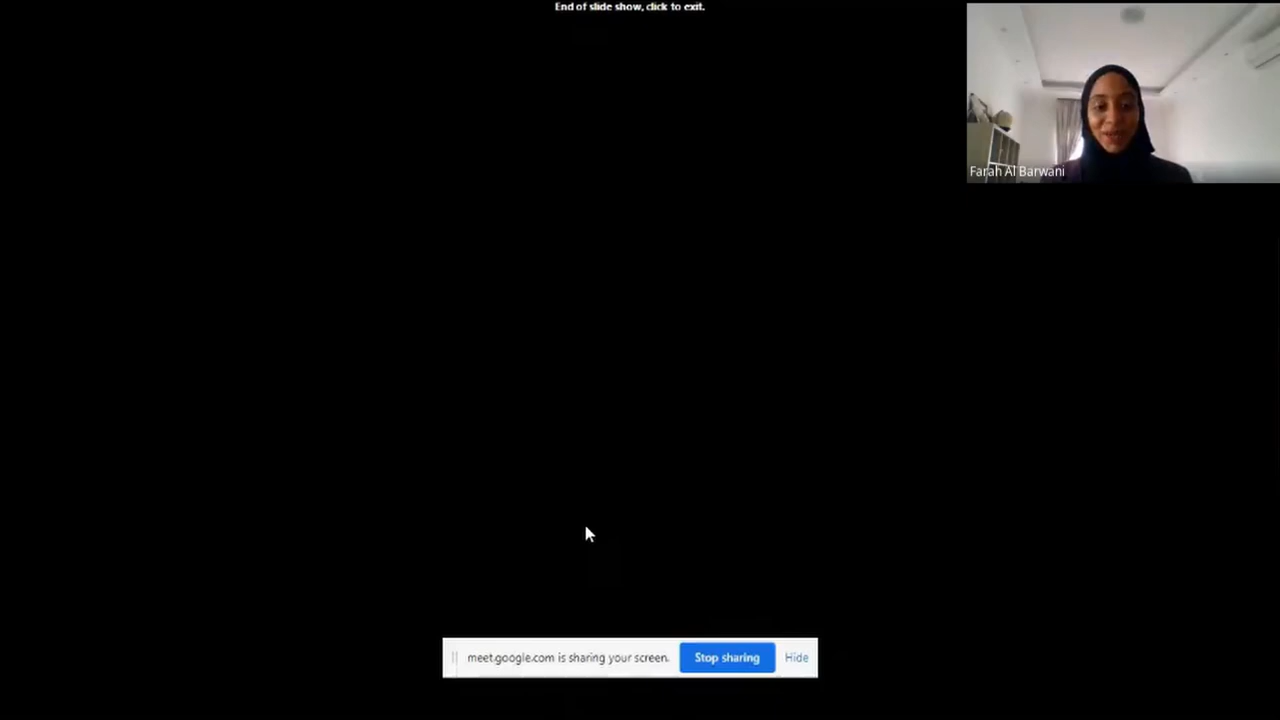 End of slide show, click to exit.
Farah Al Barwani
meet.google.com is sharing your screen.
Stop sharing
Hide